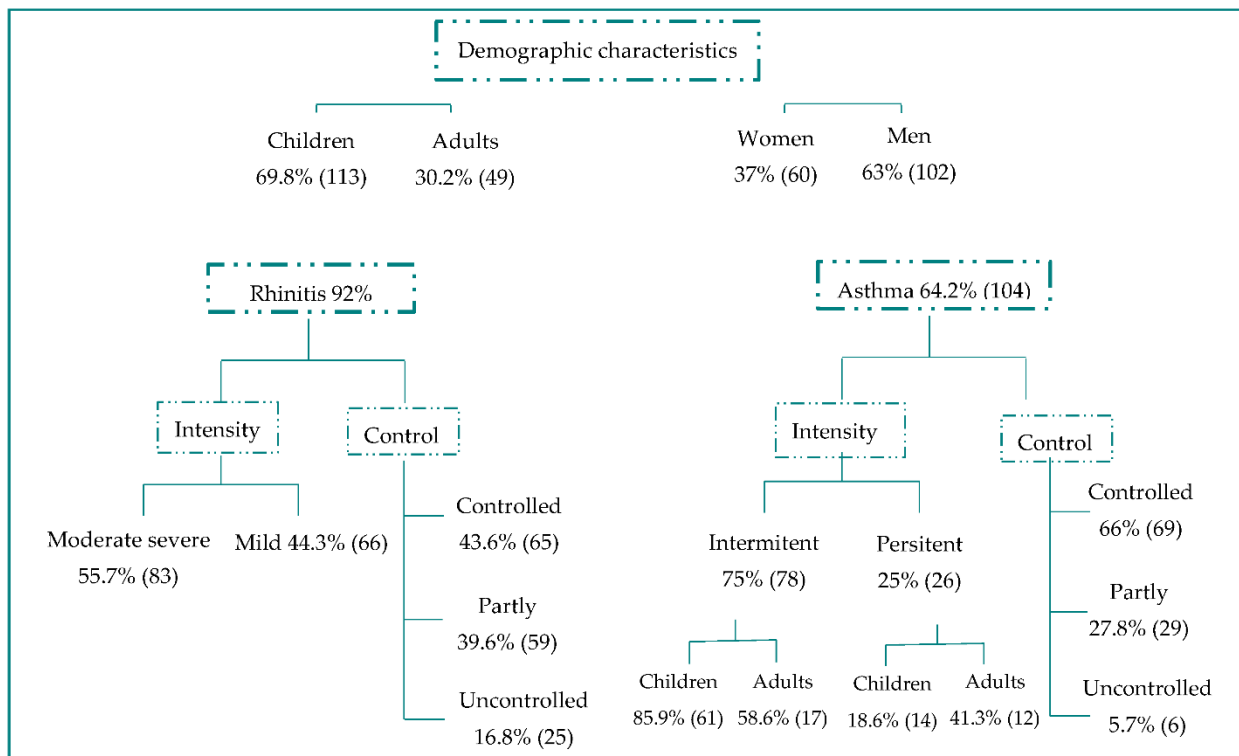 Demographic characteristics
Children
69.8% (113)
Adults
30.2% (49)
Women
37% (60)
Men
63% (102)
Rhinitis 92%
Intensity
Moderate severe
55.7% (83)
Mild 44.3% (66)
Control
Controlled
43.6% (65)
Partly
39.6% (59)
Uncontrolled
16.8% (25)
Asthma 64.2% (104)
Intensity
Intermitent
75% (78)
Children
85.9% (61)
Adults
58.6% (17)
Persitent
25% (26)
Children
18.6% (14)
Adults
41.3% (12)
Control
Controlled
66% (69)
Partly
27.8% (29)
Uncontrolled
5.7% (6)